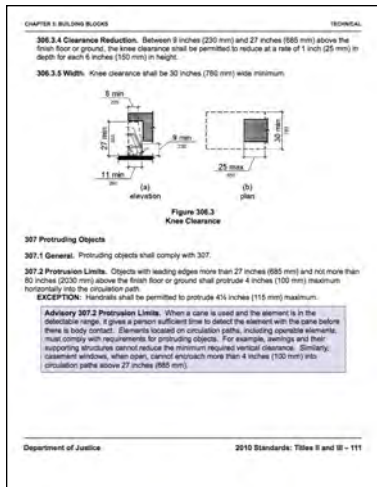 CHAPTER 3: BUILDING BLOCKS TECHNICAL
306.3.4 Clearance Reduction. Between 9 inches (230 mm) and 27 inches (685 mm) above the
finish floor or ground, the knee clearance shall be permitted to reduce at a rate of 1 inch (25 mm) in
depth for each 6 inches (150 mm) in height.
306.3.5 Width. Knee clearance shall be 30 inches (760 mm) wide minimum.
8 min
27 min
9 min
11 min
30 min
25 max
(a)
elevation
(b)
plan
Figure 306.3
Knee Clearance
307 Protruding Objects
307.1 General. Protruding objects shall comply with 307.
307.2 Protrusion Limits. Objects with leading edges more than 27 inches (685 mm) and not more than
80 inches (2030 mm) above the finish floor or ground shall protrude 4 inches (100 mm) maximum
horizontally into the circulation path.
EXCEPTION: Handrails shall be permitted to protrude 4½ inches (115 mm) maximum.
Advisory 307.2 Protrusion Limits. When a cane is used and the element is in the
detectable range, it gives a person sufficient time to detect the element with the cane before
there is body contact. Elements located on circulation paths, including operable elements,
must comply with requirements for protruding objects. For example, awnings and their
supporting structures cannot reduce the minimum required vertical clearance. Similarly,
casement windows, when open, cannot encroach more than 4 inches (100 mm) into
circulation paths above 27 inches (685 mm).
Department of Justice 2010 Standards: Titles II and III – 111